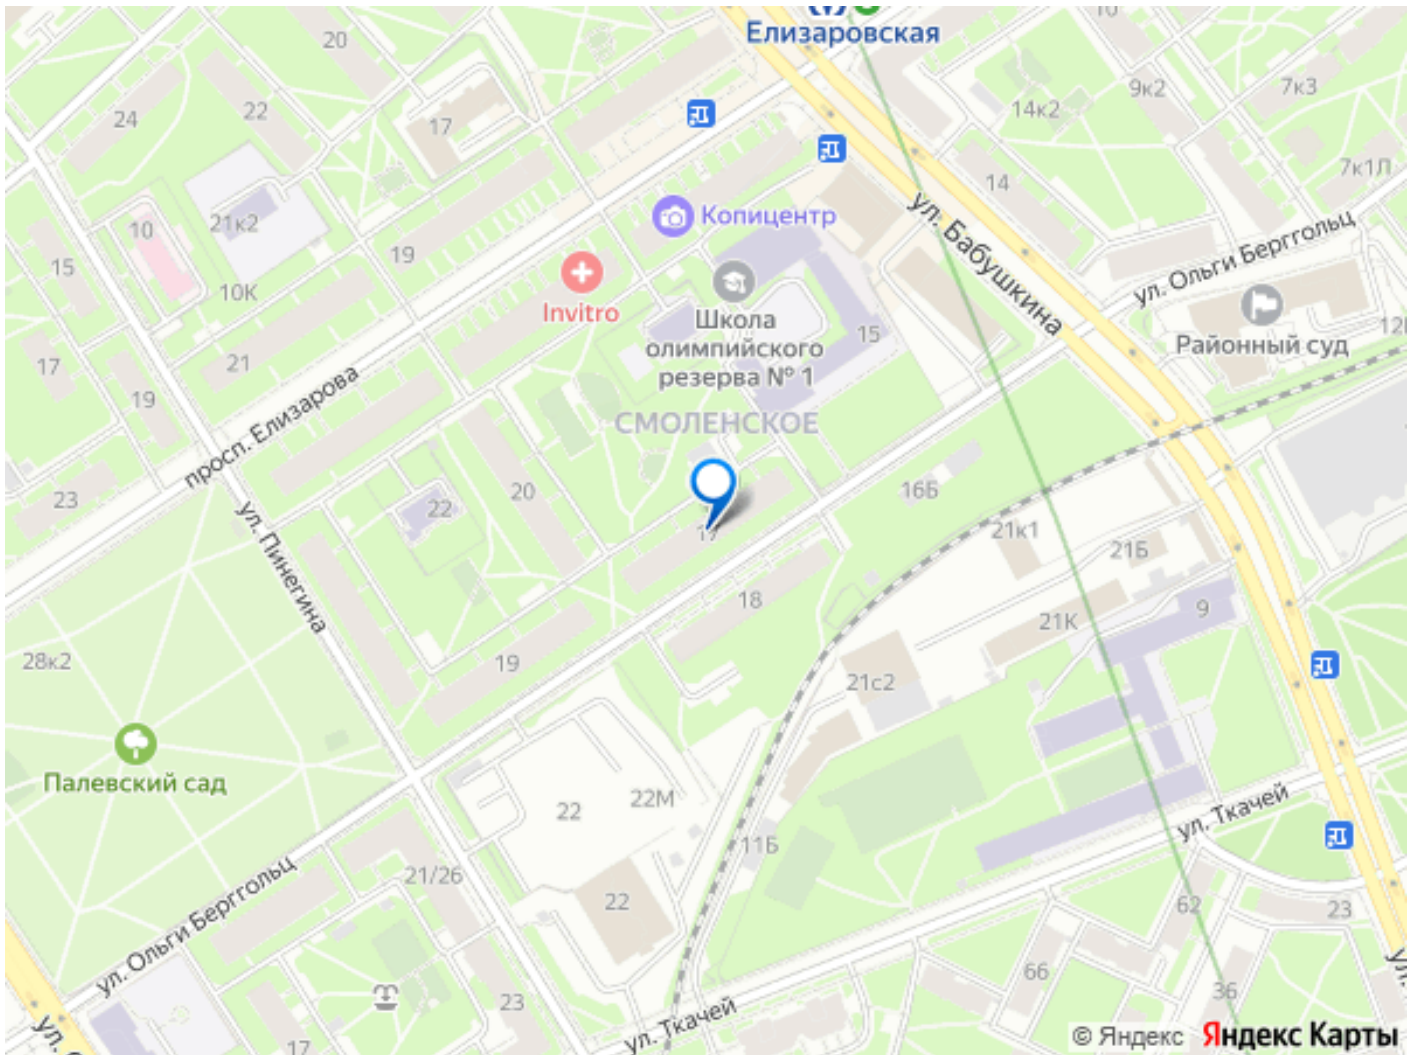 Елизаровская
20
24
22
17
9к2
7к3
14к2
7к1Л
14
10
21к2
19
Копицентр
ул. Бабушкина
ул. Ольги Берггольц
15
10К
Invitro
Школа
олимпийского
резерва № 1
15
Районный суд
17
21
19
просп. Елизарова
СМОЛЕНСКОЕ
23
22
20
16Б
17
21к1
21Б
ул. Пинегина
18
21К
9
28к2
19
21с2
Палевский сад
22
22М
11Б
ул. Ткачей
21/26
ул. Ольги Берггольц
22
62
23
66
36
23
17
ул. Ткачей
© Яндекс Яндекс Карты